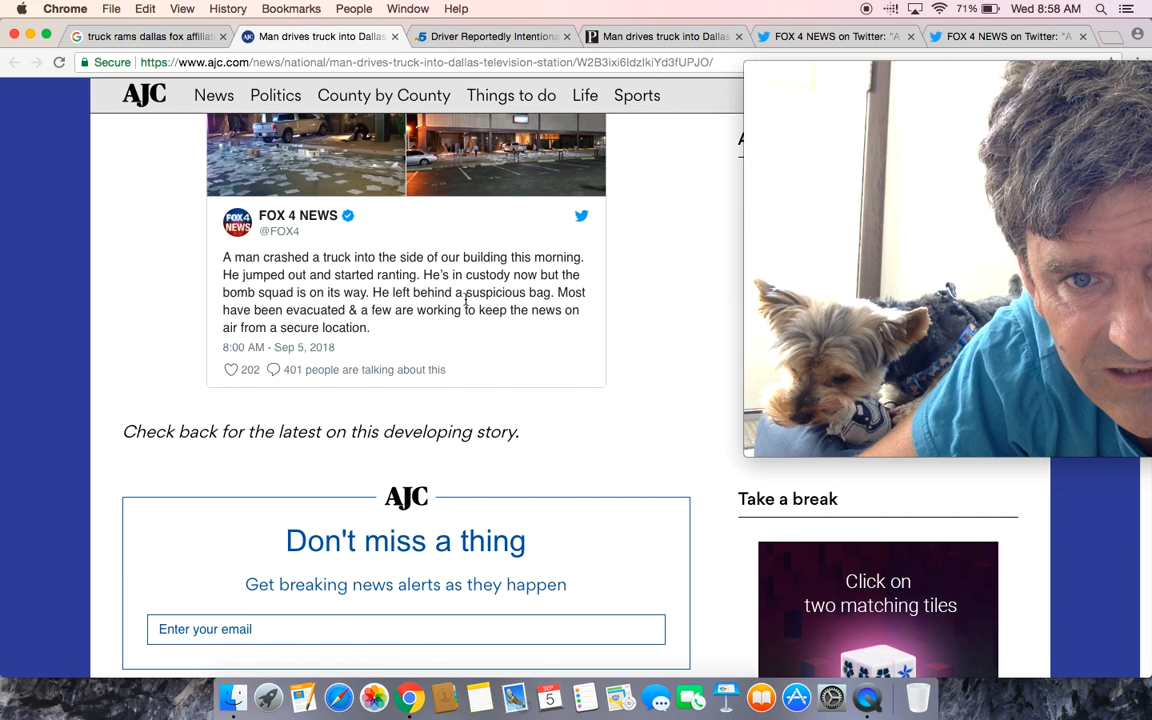 Chrome File Edit View History Bookmarks People Window Help 71% Wed 8:58 AM
truck rams dallas fox affiliat Man drives truck into Dallas Driver Reportedly Intentiona Man drives truck into Dallas FOX 4 NEWS on Twitter: "A FOX 4 NEWS on Twitter: "A
Secure https://www.ajc.com/news/national/man-drives-truck-into-dallas-television-station/W2B3ixi6IdzIkiYd3fUPJO/
AJC News Politics County by County Things to do Life Sports
FOX 4 NEWS
@FOX4
A man crashed a truck into the side of our building this morning.
He jumped out and started ranting. He's in custody now but the
bomb squad is on its way. He left behind a suspicious bag. Most
have been evacuated & a few are working to keep the news on
air from a secure location.
8:00 AM - Sep 5, 2018
202 401 people are talking about this
Check back for the latest on this developing story.
AJC
Don't miss a thing
Get breaking news alerts as they happen
Enter your email
Take a break
Click on
two matching tiles
SEP
5